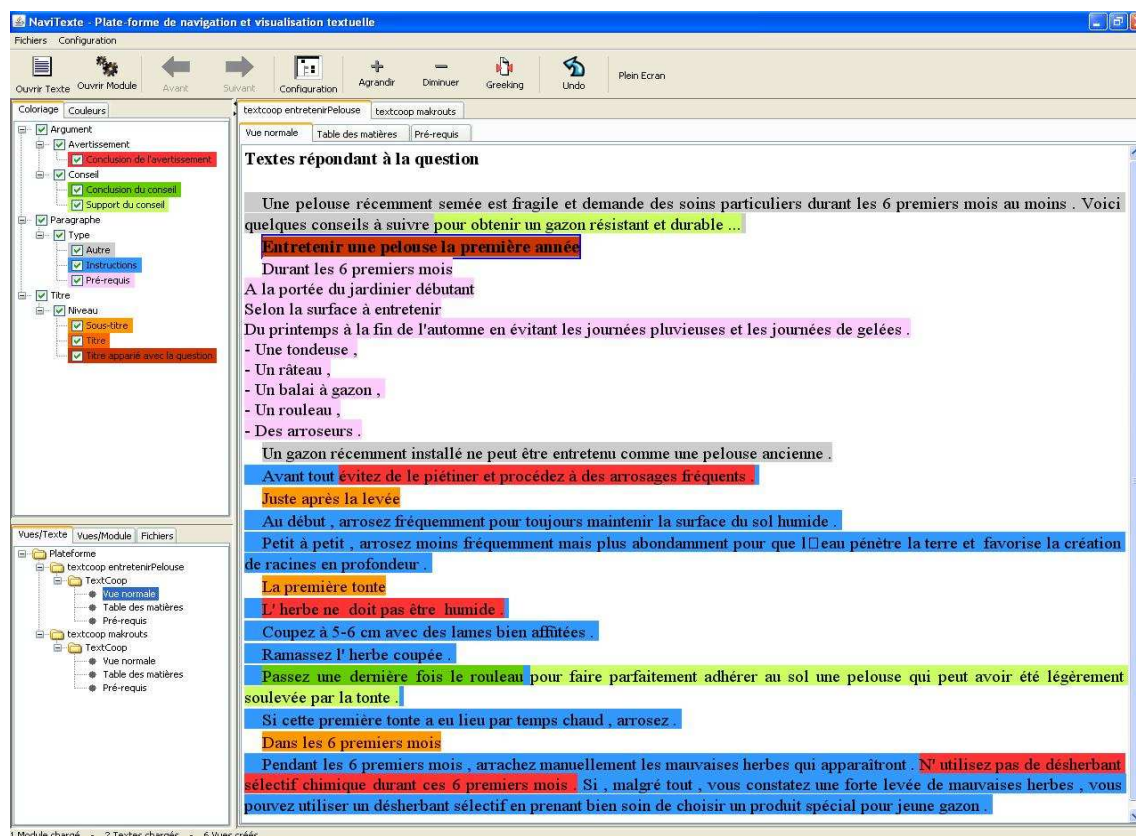 NaviTexte - Plate-forme de navigation et visualisation textuelle
Fichiers Configuration
Ouvrir Texte Ouvrir Module Avant Suivant Configuration Agrandir Diminuer Greeking Undo Plein Ecran
Coloriage Couleurs
Argument
Avertissement
Conclusion de l'avertissement
Conseil
Conclusion du conseil
Support du conseil
Paragraphe
Type
Autre
Instructions
Pré-requis
Titre
Niveau
Sous-titre
Titre
Titre apparié avec la question
Vues/Texte Vues/Module Fichiers
Plateforme
textcoop entretenirPelouse
TextCoop
Vue normale
Table des matières
Pré-requis
textcoop makrouts
TextCoop
Vue normale
Table des matières
Pré-requis
textcoop entretenirPelouse textcoop makrouts
Vue normale Table des matières Pré-requis
Textes répondant à la question
Une pelouse récemment semée est fragile et demande des soins particuliers durant les 6 premiers mois au moins . Voici
quelques conseils à suivre pour obtenir un gazon résistant et durable ...
Entretenir une pelouse la première année
Durant les 6 premiers mois
A la portée du jardinier débutant
Selon la surface à entretenir
Du printemps à la fin de l'automne en évitant les journées pluvieuses et les journées de gelées .
- Une tondeuse ,
- Un râteau ,
- Un balai à gazon ,
- Un rouleau ,
- Des arroseurs .
Un gazon récemment installé ne peut être entretenu comme une pelouse ancienne .
Avant tout évitez de le piétiner et procédez à des arrosages fréquents .
Juste après la levée
Au début , arrosez fréquemment pour toujours maintenir la surface du sol humide .
Petit à petit , arrosez moins fréquemment mais plus abondamment pour que l□eau pénètre la terre et favorise la création
de racines en profondeur .
La première tonte
L' herbe ne doit pas être humide .
Coupez à 5-6 cm avec des lames bien affûtées .
Ramassez l' herbe coupée .
Passez une dernière fois le rouleau pour faire parfaitement adhérer au sol une pelouse qui peut avoir été légèrement
soulevée par la tonte .
Si cette première tonte a eu lieu par temps chaud , arrosez .
Dans les 6 premiers mois
Pendant les 6 premiers mois , arrachez manuellement les mauvaises herbes qui apparaîtront . N' utilisez pas de désherbant
sélectif chimique durant ces 6 premiers mois . Si , malgré tout , vous constatez une forte levée de mauvaises herbes , vous
pouvez utiliser un désherbant sélectif en prenant bien soin de choisir un produit spécial pour jeune gazon .
1 Module chargé - 2 Textes chargés - 6 Vues créés